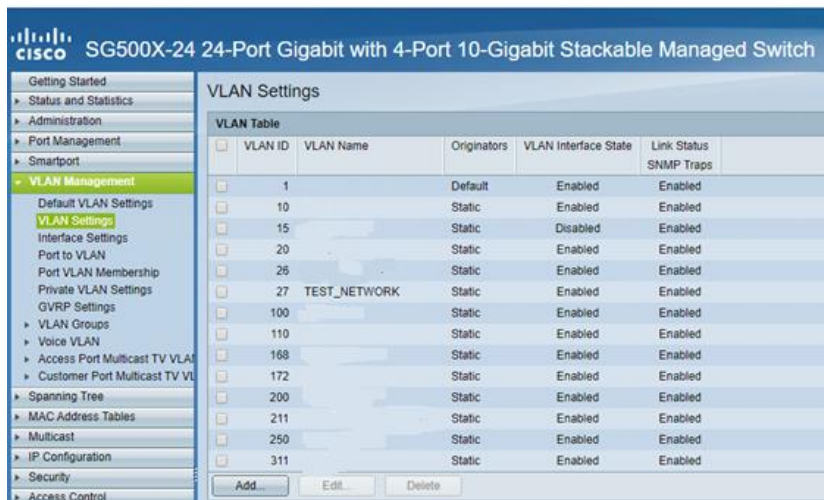 CISCO SG500X-24 24-Port Gigabit with 4-Port 10-Gigabit Stackable Managed Switch
Getting Started
Status and Statistics
Administration
Port Management
Smartport
VLAN Management
Default VLAN Settings
VLAN Settings
Interface Settings
Port to VLAN
Port VLAN Membership
Private VLAN Settings
GVRP Settings
VLAN Groups
Voice VLAN
Access Port Multicast TV VLA
Customer Port Multicast TV VL
Spanning Tree
MAC Address Tables
Multicast
IP Configuration
Security
Access Control
VLAN Settings
VLAN Table
VLAN ID VLAN Name Originators VLAN Interface State Link Status
SNMP Traps
1 Default Enabled Enabled
10 Static Enabled Enabled
15 Static Disabled Enabled
20 Static Enabled Enabled
26 Static Enabled Enabled
27 TEST_NETWORK Static Enabled Enabled
100 Static Enabled Enabled
110 Static Enabled Enabled
168 Static Enabled Enabled
172 Static Enabled Enabled
200 Static Enabled Enabled
211 Static Enabled Enabled
250 Static Enabled Enabled
311 Static Enabled Enabled
Add... Edit... Delete